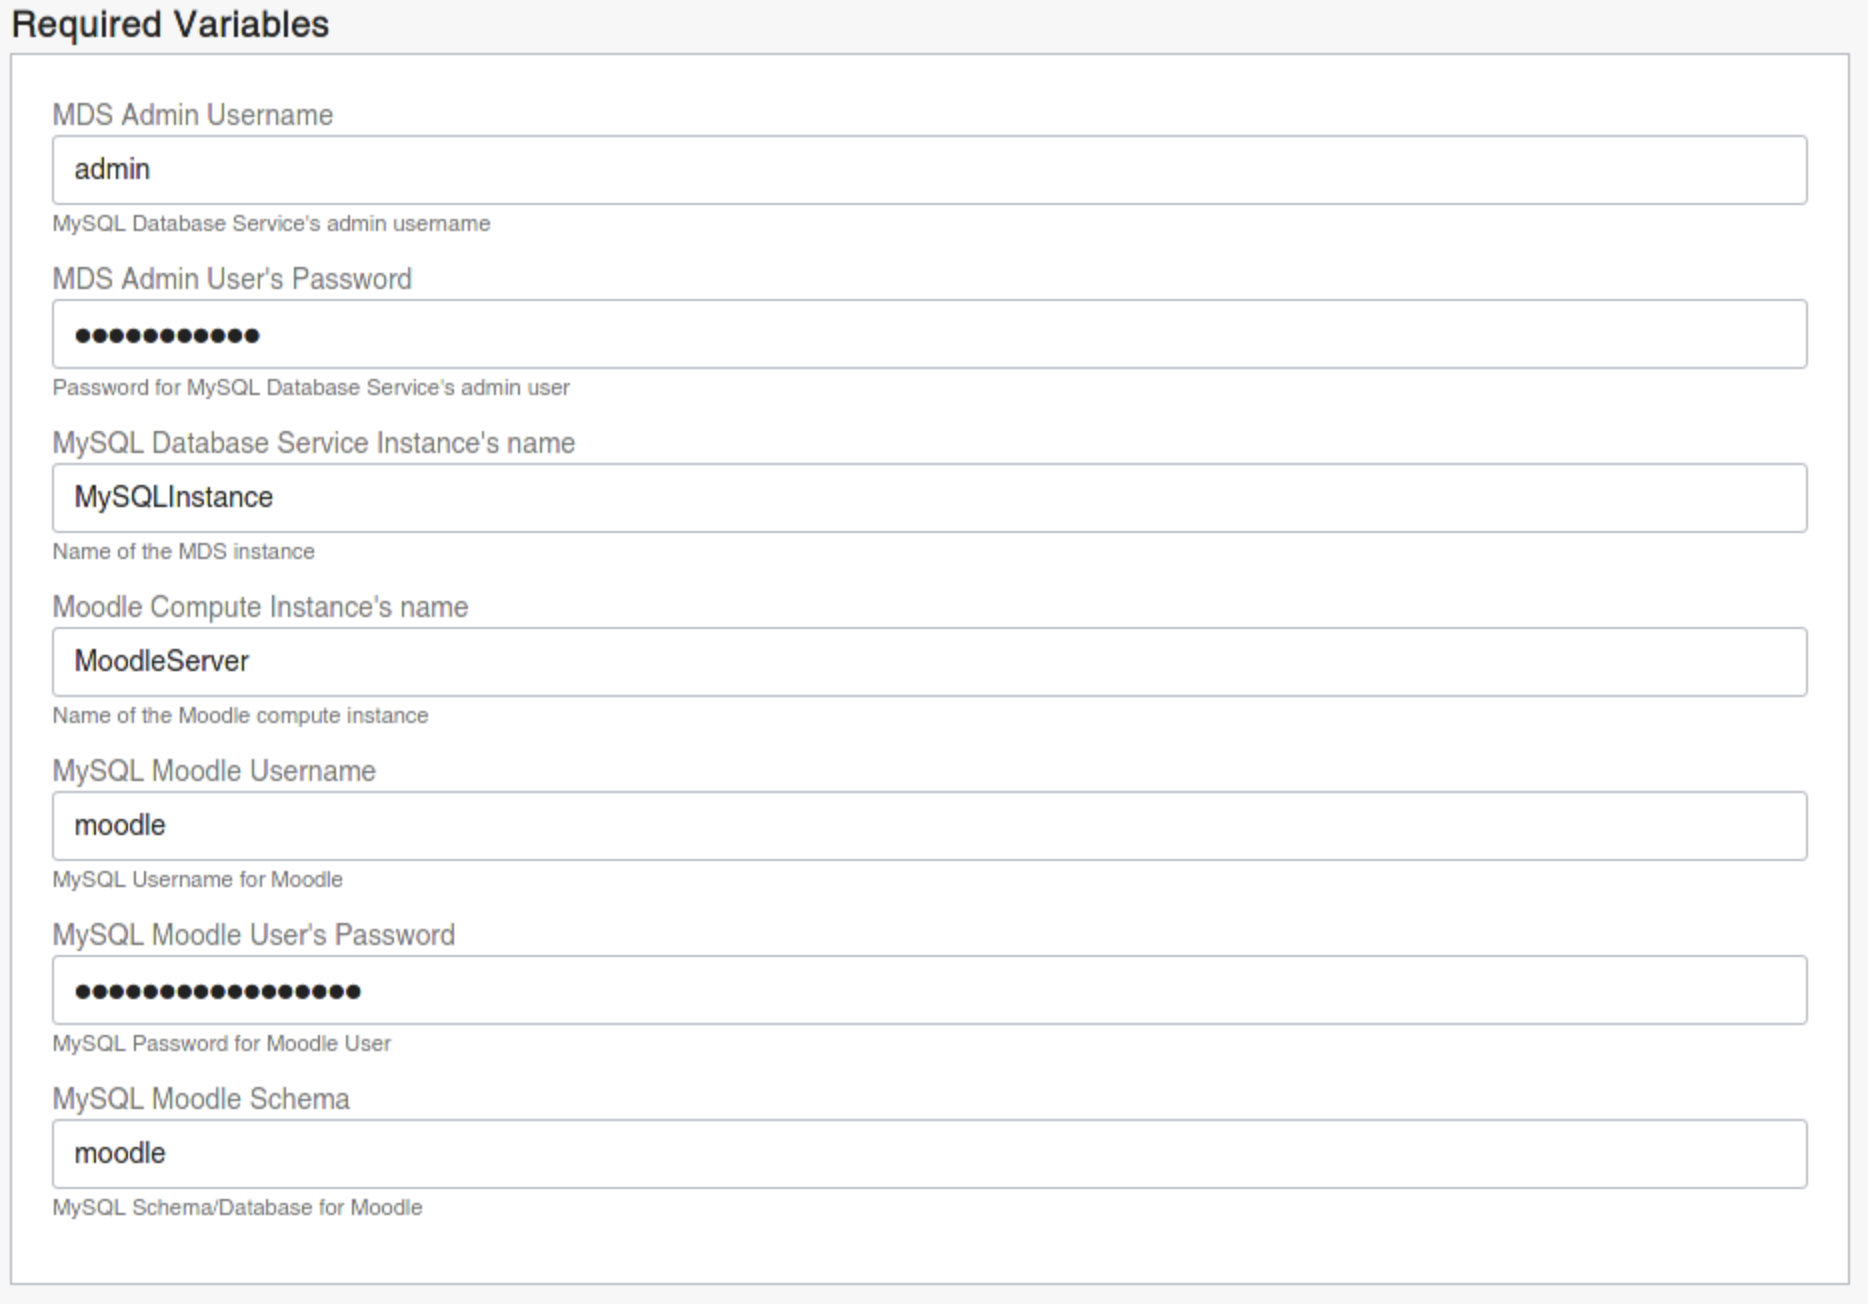 Required Variables
MDS Admin Username
admin
MySQL Database Service's admin username
MDS Admin User's Password
●●●●●●●●●●●
Password for MySQL Database Service's admin user
MySQL Database Service Instance's name
MySQLInstance
Name of the MDS instance
Moodle Compute Instance's name
MoodleServer
Name of the Moodle compute instance
MySQL Moodle Username
moodle
MySQL Username for Moodle
MySQL Moodle User's Password
●●●●●●●●●●●●●●●●●
MySQL Password for Moodle User
MySQL Moodle Schema
moodle
MySQL Schema/Database for Moodle